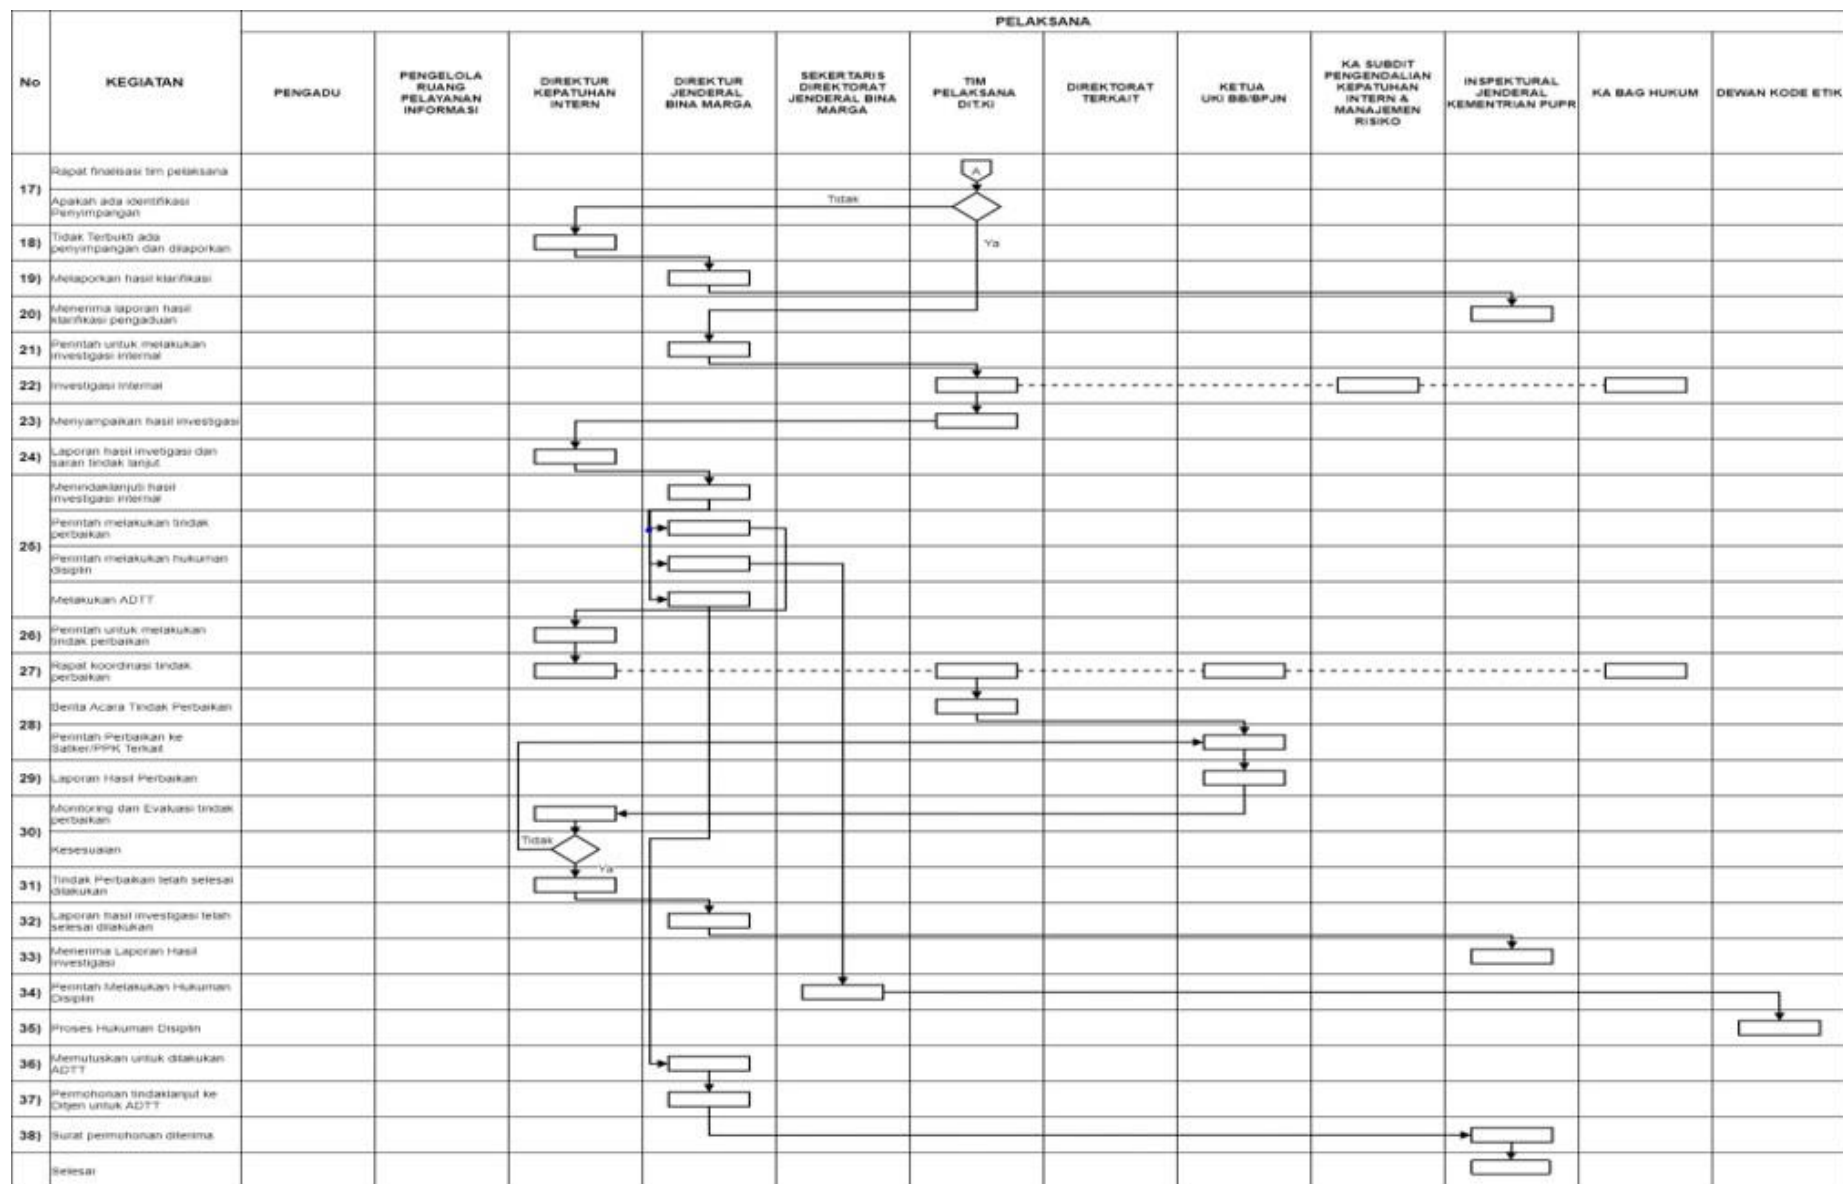 PELAKSANA
No
KEGIATAN
PENGADU
PENGELOLA
RUANG
PELAYANAN
INFORMASI
DIREKTUR
KEPATUHAN
INTERN
DIREKTUR
JENDERAL
BINA MARGA
SEKERTARIS
DIREKTORAT
JENDERAL BINA
MARGA
TIM
PELAKSANA
DIT.KI
DIREKTORAT
TERKAIT
KETUA
UKI BB/BPJN
KA SUBDIT
PENGENDALIAN
KEPATUHAN
INTERN &
MANAJEMEN
RISIKO
INSPEKTURAL
JENDERAL
KEMENTRIAN PUPR
KA BAG HUKUM
DEWAN KODE ETIK
17)
Rapat finalisasi tim pelaksana
A
Apakah ada identifikasi
Penyimpangan
Tidak
18)
Tidak Terbukti ada
penyimpangan dan dilaporkan
Ya
19)
Melaporkan hasil klarifikasi
20)
Menerima laporan hasil
klarifikasi pengaduan
21)
Perintah untuk melakukan
investigasi internal
22)
Investigasi Internal
23)
Menyampaikan hasil investigasi
24)
Laporan hasil invetigasi dan
saran tindak lanjut
25)
Menindaklanjuti hasil
investigasi internal
Perintah melakukan tindak
perbaikan
Perintah melakukan hukuman
disiplin
Melakukan ADTT
26)
Perintah untuk melakukan
tindak perbaikan
27)
Rapat koordinasi tindak
perbaikan
28)
Berita Acara Tindak Perbaikan
Perintah Perbaikan ke
Satker/PPK Terkait
29)
Laporan Hasil Perbaikan
30)
Monitoring dan Evaluasi tindak
perbaikan
Kesesuaian
Tidak
Ya
31)
Tindak Perbaikan telah selesai
dilakukan
32)
Laporan hasil investigasi telah
selesai dilakukan
33)
Menerima Laporan Hasil
Investigasi
34)
Perintah Melakukan Hukuman
Disiplin
35)
Proses Hukuman Disiplin
36)
Memutuskan untuk dilakukan
ADTT
37)
Permohonan tindaklanjut ke
Ditjen untuk ADTT
38)
Surat permohonan diterima
Selesai